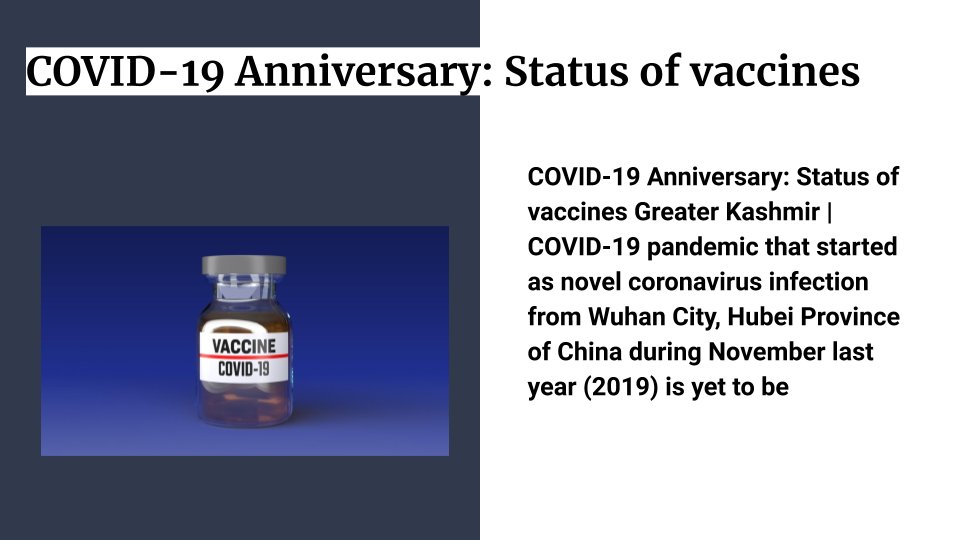 COVID-19 Anniversary: Status of vaccines
COVID-19 Anniversary: Status of
vaccines Greater Kashmir |
COVID-19 pandemic that started
as novel coronavirus infection
from Wuhan City, Hubei Province
of China during November last
year (2019) is yet to be
VACCINE
COVID-19